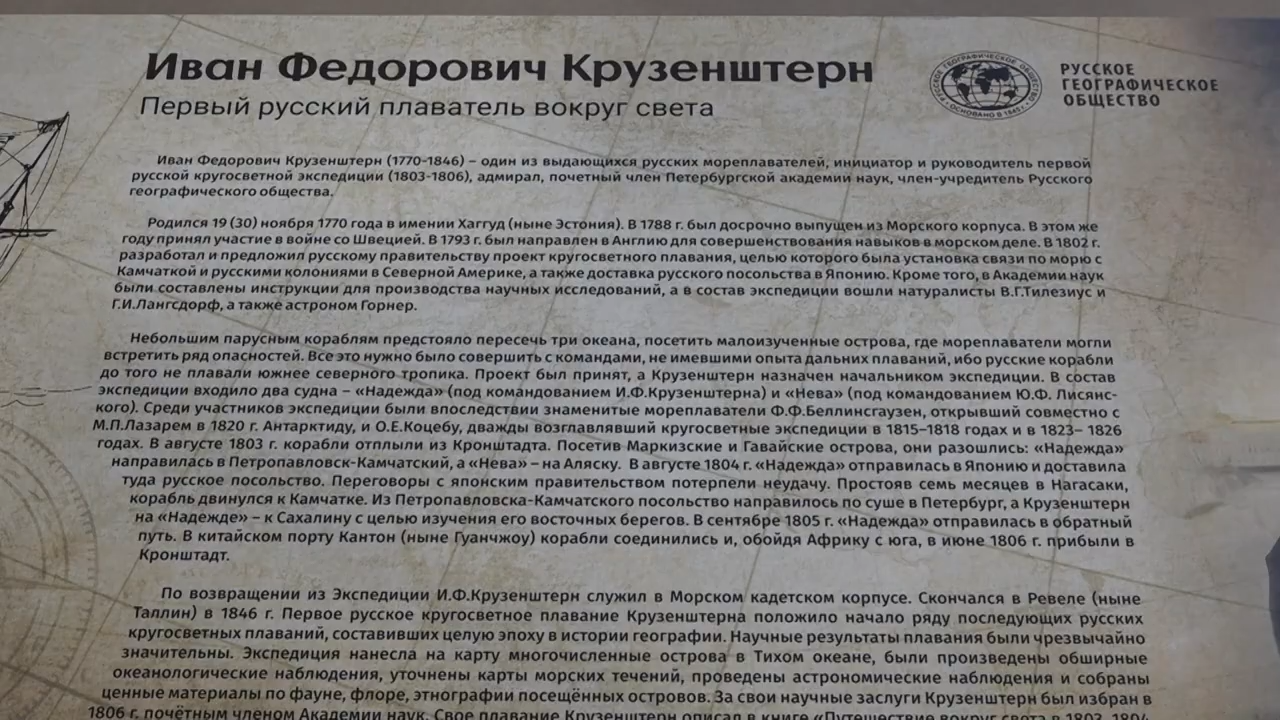 Иван Федорович Крузенштерн
Первый русский плаватель вокруг света
РУССКОЕ ГЕОГРАФИЧЕСКОЕ ОБЩЕСТВО
ОСНОВАНО В 1845 г.
РУССКОЕ
ГЕОГРАФИЧЕСКОЕ
ОБЩЕСТВО
Иван Федорович Крузенштерн (1770-1846) – один из выдающихся русских мореплавателей, инициатор и руководитель первой
русской кругосветной экспедиции (1803-1806), адмирал, почетный член Петербургской академии наук, член-учредитель Русского
географического общества.
Родился 19 (30) ноября 1770 года в имении Хаггуд (ныне Эстония). В 1788 г. был досрочно выпущен из Морского корпуса. В этом же
году принял участие в войне со Швецией. В 1793 г. был направлен в Англию для совершенствования навыков в морском деле. В 1802 г.
разработал и предложил русскому правительству проект кругосветного плавания, целью которого была установка связи по морю с
Камчаткой и русскими колониями в Северной Америке, а также доставка русского посольства в Японию. Кроме того, в Академии наук
были составлены инструкции для производства научных исследований, а в состав экспедиции вошли натуралисты В.Г.Тилезиус и
Г.И.Лангсдорф, а также астроном Горнер.
Небольшим парусным кораблям предстояло пересечь три океана, посетить малоизученные острова, где мореплаватели могли
встретить ряд опасностей. Все это нужно было совершить с командами, не имевшими опыта дальних плаваний, ибо русские корабли
до того не плавали южнее северного тропика. Проект был принят, а Крузенштерн назначен начальником экспедиции. В состав
экспедиции входило два судна – «Надежда» (под командованием И.Ф.Крузенштерна) и «Нева» (под командованием Ю.Ф. Лисянс-
кого). Среди участников экспедиции были впоследствии знаменитые мореплаватели Ф.Ф.Беллинсгаузен, открывший совместно с
М.П.Лазарем в 1820 г. Антарктиду, и О.Е.Коцебу, дважды возглавлявший кругосветные экспедиции в 1815–1818 годах и в 1823– 1826
годах. В августе 1803 г. корабли отплыли из Кронштадта. Посетив Маркизские и Гавайские острова, они разошлись: «Надежда»
направилась в Петропавловск-Камчатский, а «Нева» – на Аляску. В августе 1804 г. «Надежда» отправилась в Японию и доставила
туда русское посольство. Переговоры с японским правительством потерпели неудачу. Простояв семь месяцев в Нагасаки,
корабль двинулся к Камчатке. Из Петропавловска-Камчатского посольство направилось по суше в Петербург, а Крузенштерн
на «Надежде» – к Сахалину с целью изучения его восточных берегов. В сентябре 1805 г. «Надежда» отправилась в обратный
путь. В китайском порту Кантон (ныне Гуанчжоу) корабли соединились и, обойдя Африку с юга, в июне 1806 г. прибыли в
Кронштадт.
По возвращении из Экспедиции И.Ф.Крузенштерн служил в Морском кадетском корпусе. Скончался в Ревеле (ныне
Таллин) в 1846 г. Первое русское кругосветное плавание Крузенштерна положило начало ряду последующих русских
кругосветных плаваний, составивших целую эпоху в истории географии. Научные результаты плавания были чрезвычайно
значительны. Экспедиция нанесла на карту многочисленные острова в Тихом океане, были произведены обширные
океанологические наблюдения, уточнены карты морских течений, проведены астрономические наблюдения и собраны
ценные материалы по фауне, флоре, этнографии посещённых островов. За свои научные заслуги Крузенштерн был избран в
1806 г. почётным членом Академии наук. Свое плавание Крузенштерн описал в книге «Путешествие вокруг света в 1803, 1804